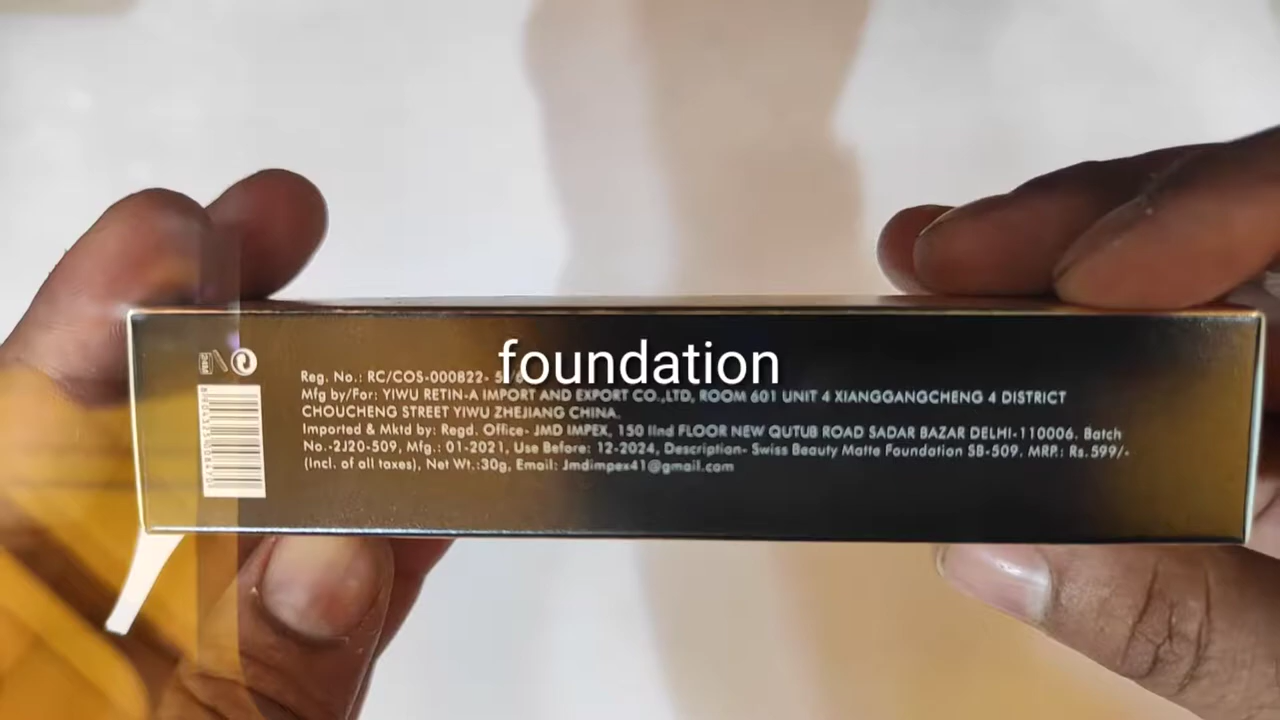 foundation
24M
Reg. No.: RC/COS-000822-
Mfg by/For: YIWU RETIN-A IMPORT AND EXPORT CO.,LTD, ROOM 601 UNIT 4 XIANGGANGCHENG 4 DISTRICT
CHOUCHENG STREET YIWU ZHEJIANG CHINA.
Imported & Mktd by: Regd. Office- JMD IMPEX, 150 IInd FLOOR NEW QUTUB ROAD SADAR BAZAR DELHI-110006. Batch
No.-2J20-509, Mfg.: 01-2021, Use Before: 12-2024, Description- Swiss Beauty Matte Foundation SB-509. MRP.: Rs.599/-
(Incl. of all taxes), Net Wt.:30g, Email: Jmdimpex41@gmail.com